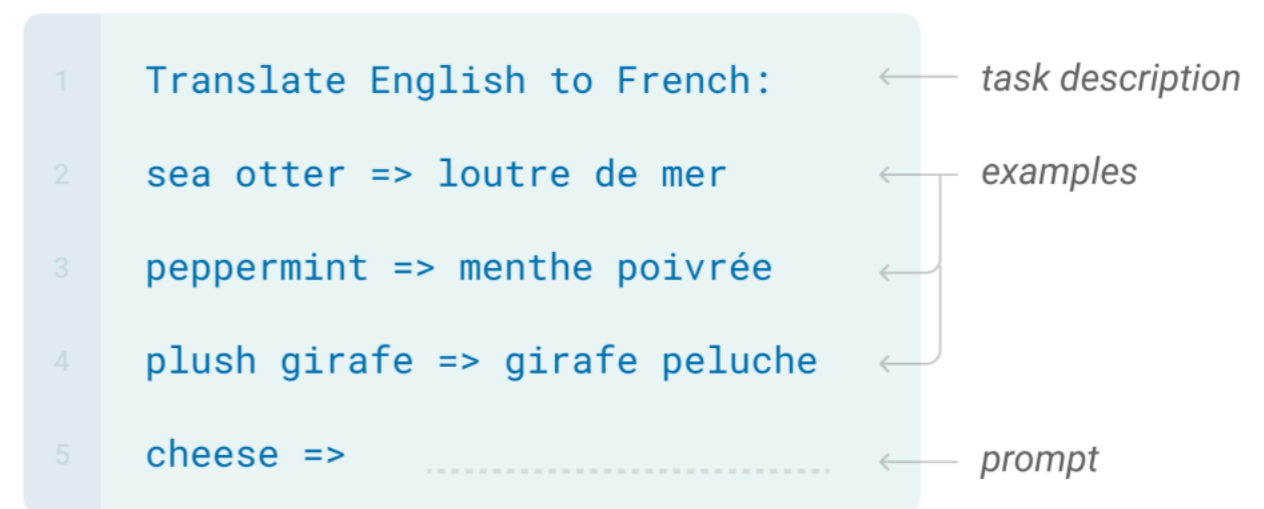 1 Translate English to French: task description
2 sea otter => loutre de mer examples
3 peppermint => menthe poivrée
4 plush girafe => girafe peluche
5 cheese => prompt